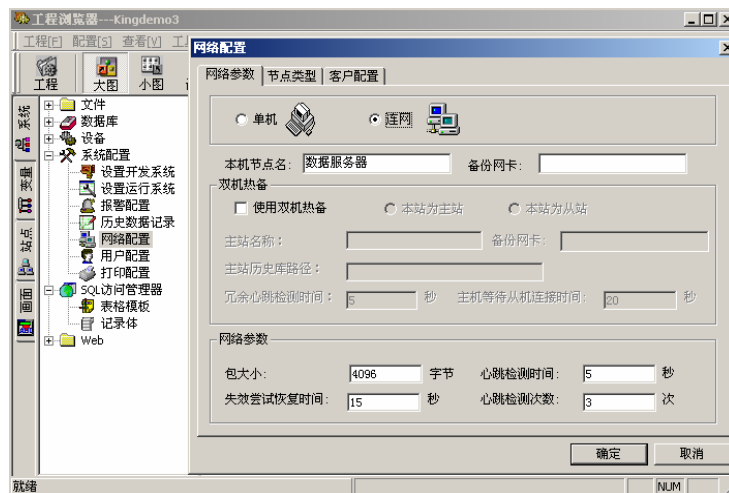 工程浏览器---Kingdemo3
工程[F] 配置[S] 查看[V] 工
工程 大图 小图
系统
变量
站点
画面
文件
数据库
设备
系统配置
设置开发系统
设置运行系统
报警配置
历史数据记录
网络配置
用户配置
打印配置
SQL访问管理器
表格模板
记录体
Web
网络配置
网络参数 节点类型 客户配置
单机 连网
本机节点名: 数据服务器 备份网卡:
双机热备
使用双机热备 本站为主站 本站为从站
主站名称: 备份网卡:
主站历史库路径:
冗余心跳检测时间: 5 秒 主机等待从机连接时间: 20 秒
网络参数
包大小: 4096 字节 心跳检测时间: 5 秒
失效尝试恢复时间: 15 秒 心跳检测次数: 3 次
确定 取消
就绪 NUM